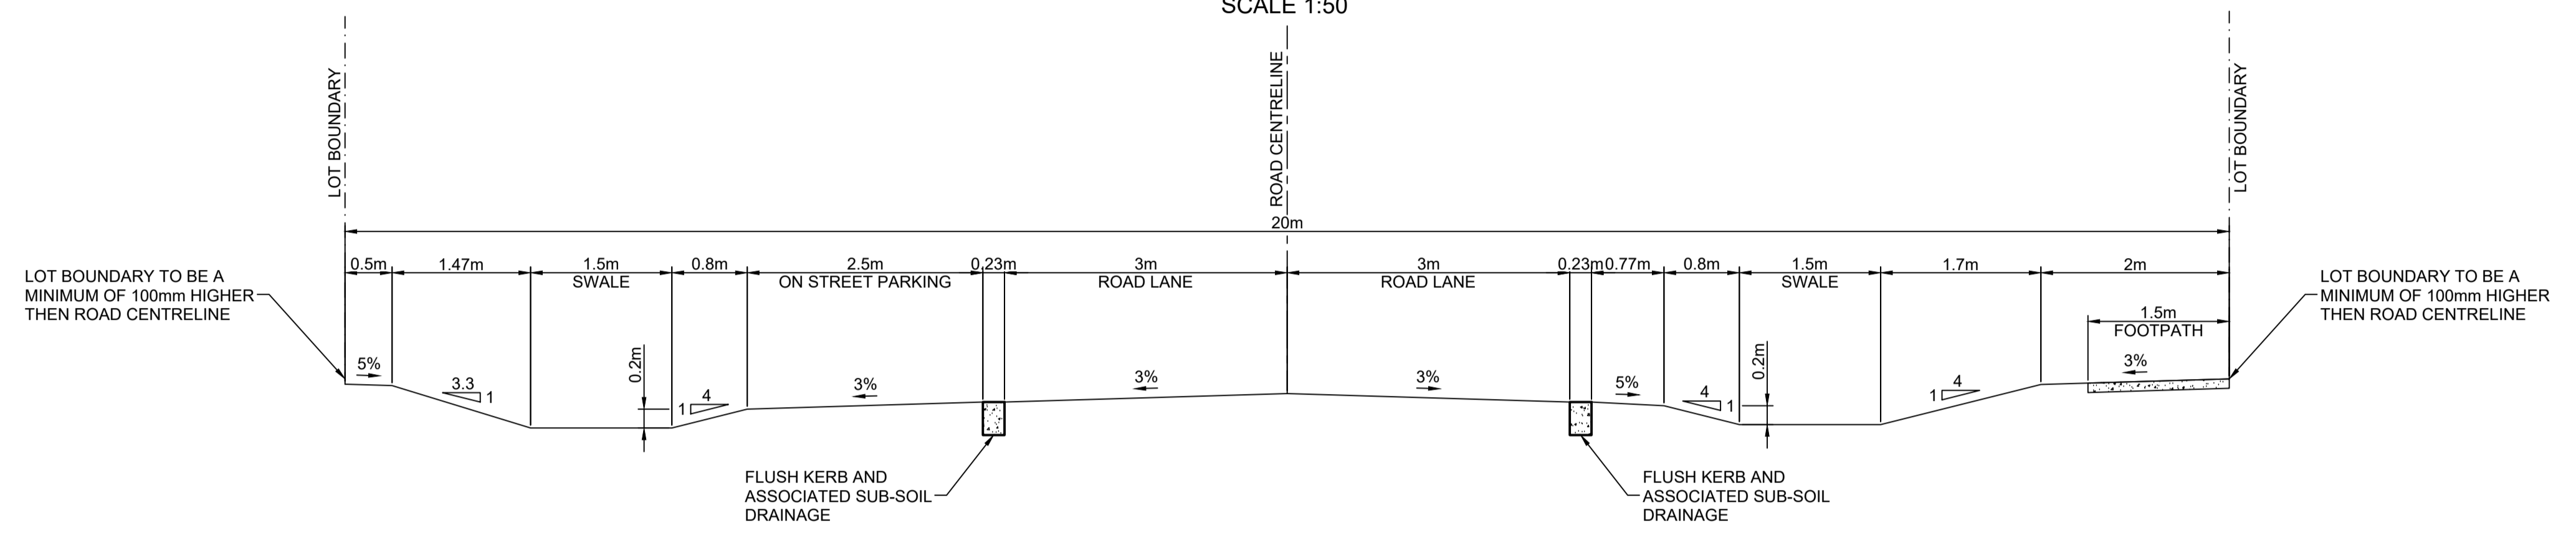 SCALE 1:50
LOT BOUNDARY
ROAD CENTRELINE
LOT BOUNDARY
20m
0.5m
1.47m
1.5m
0.8m
2.5m
0.23m
3m
3m
0.23m
0.77m
0.8m
1.5m
1.7m
2m
SWALE
ON STREET PARKING
ROAD LANE
ROAD LANE
SWALE
LOT BOUNDARY TO BE A
MINIMUM OF 100mm HIGHER
THEN ROAD CENTRELINE
LOT BOUNDARY TO BE A
MINIMUM OF 100mm HIGHER
THEN ROAD CENTRELINE
1.5m
FOOTPATH
5%
3.3
1
0.2m
4
1
3%
3%
3%
5%
4
1
0.2m
4
1
3%
FLUSH KERB AND
ASSOCIATED SUB-SOIL
DRAINAGE
FLUSH KERB AND
ASSOCIATED SUB-SOIL
DRAINAGE